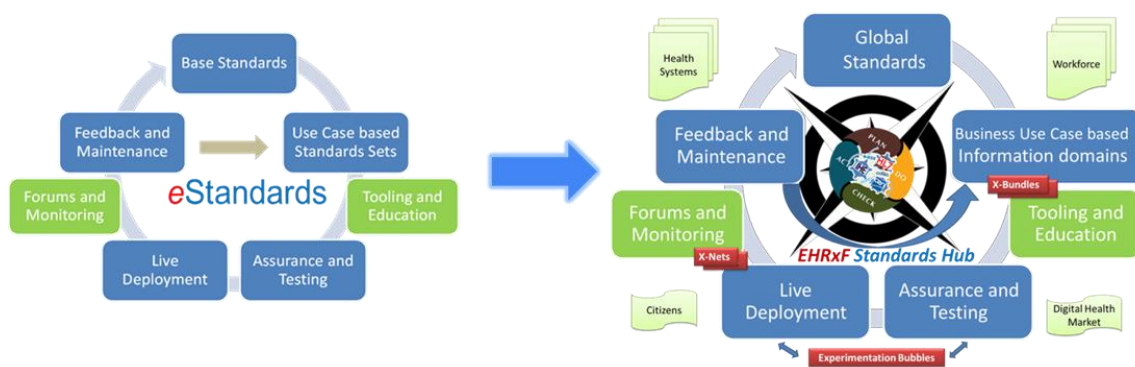 Base Standards
Feedback and
Maintenance
Use Case based
Standards Sets
eStandards
Forums and
Monitoring
Tooling and
Education
Live
Deployment
Assurance and
Testing
Health
Systems
Global
Standards
Workforce
Feedback and
Maintenance
PLAN
DO
CHECK
ACT
Business Use Case based
Information domains
X-Bundles
Forums and
Monitoring
X-Nets
Tooling and
Education
EHRxF Standards Hub
Live
Deployment
Assurance and
Testing
Citizens
Digital Health
Market
Experimentation Bubbles